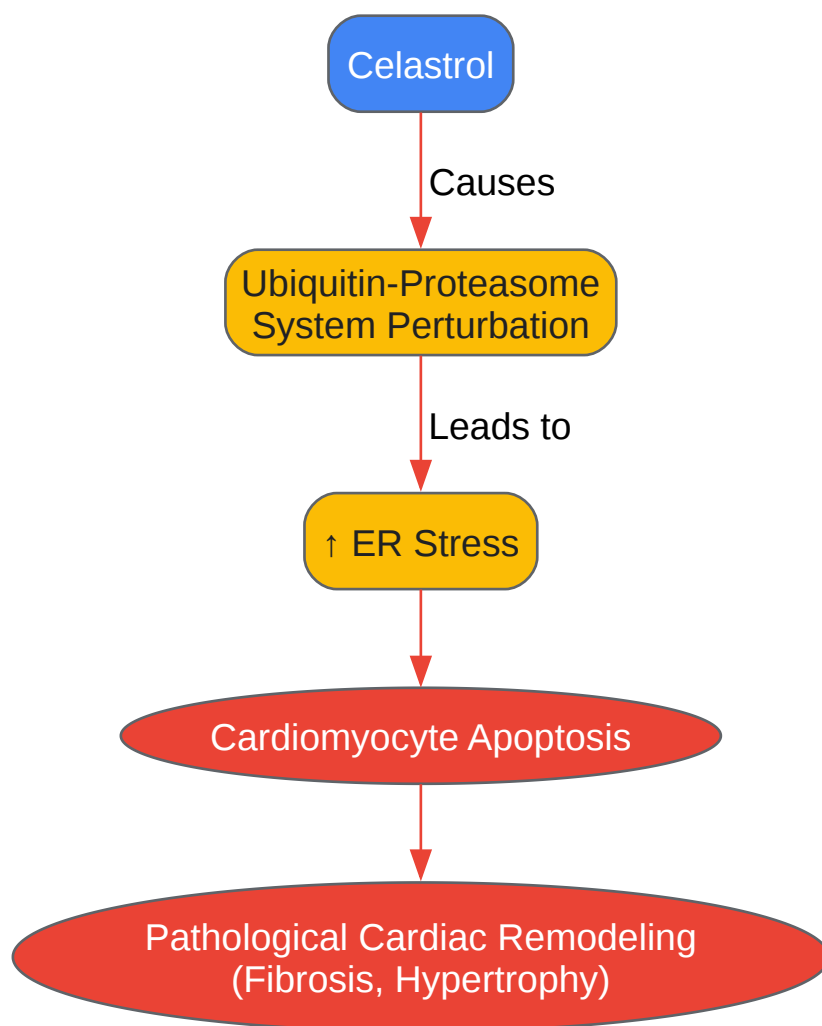 Celastrol
Causes
Ubiquitin-Proteasome
System Perturbation
Leads to
↑ ER Stress
Cardiomyocyte Apoptosis
Pathological Cardiac Remodeling
(Fibrosis, Hypertrophy)